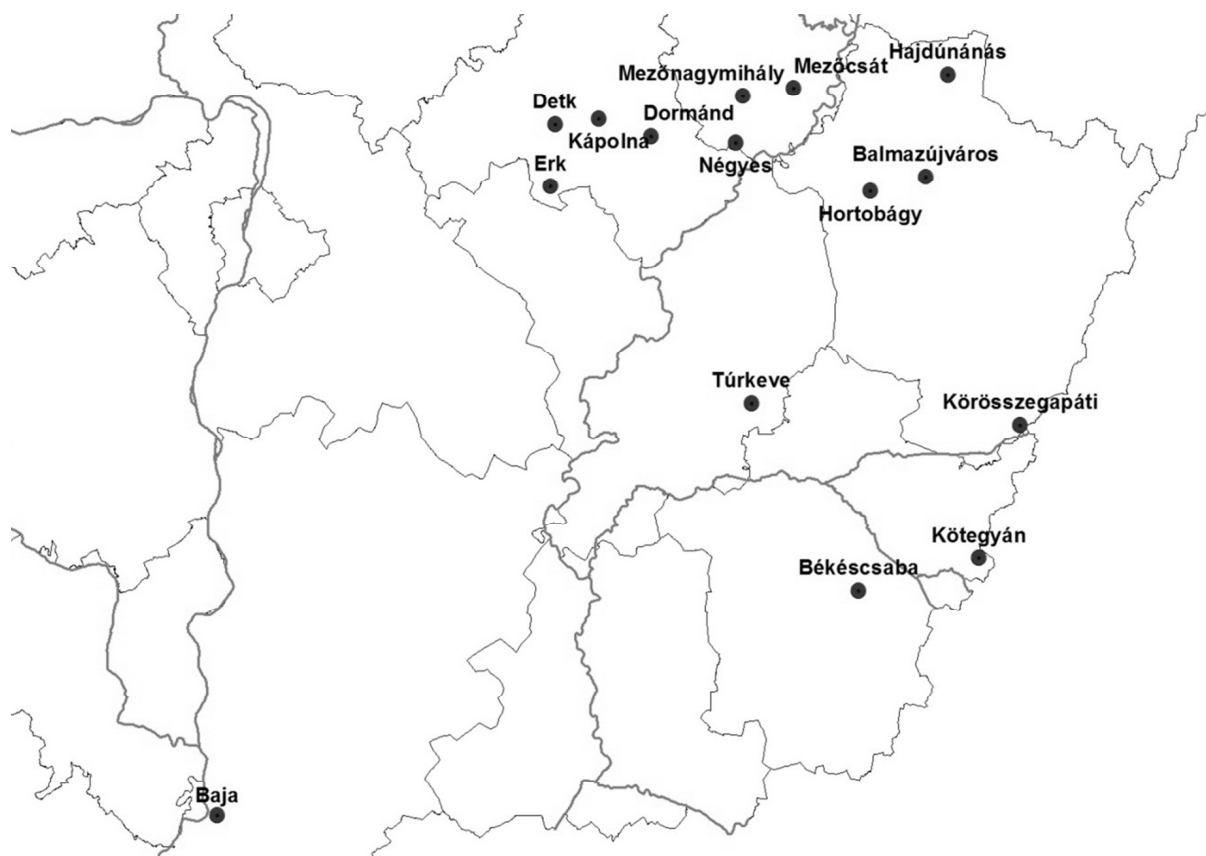 Hajdúnánás
Mezőcsát
Mezőnagymihály
Detk
Dormánd
Kápolna
Négyes
Balmazújváros
Erk
Hortobágy
Túrkeve
Körösszegapáti
Kötegyán
Békéscsaba
Baja